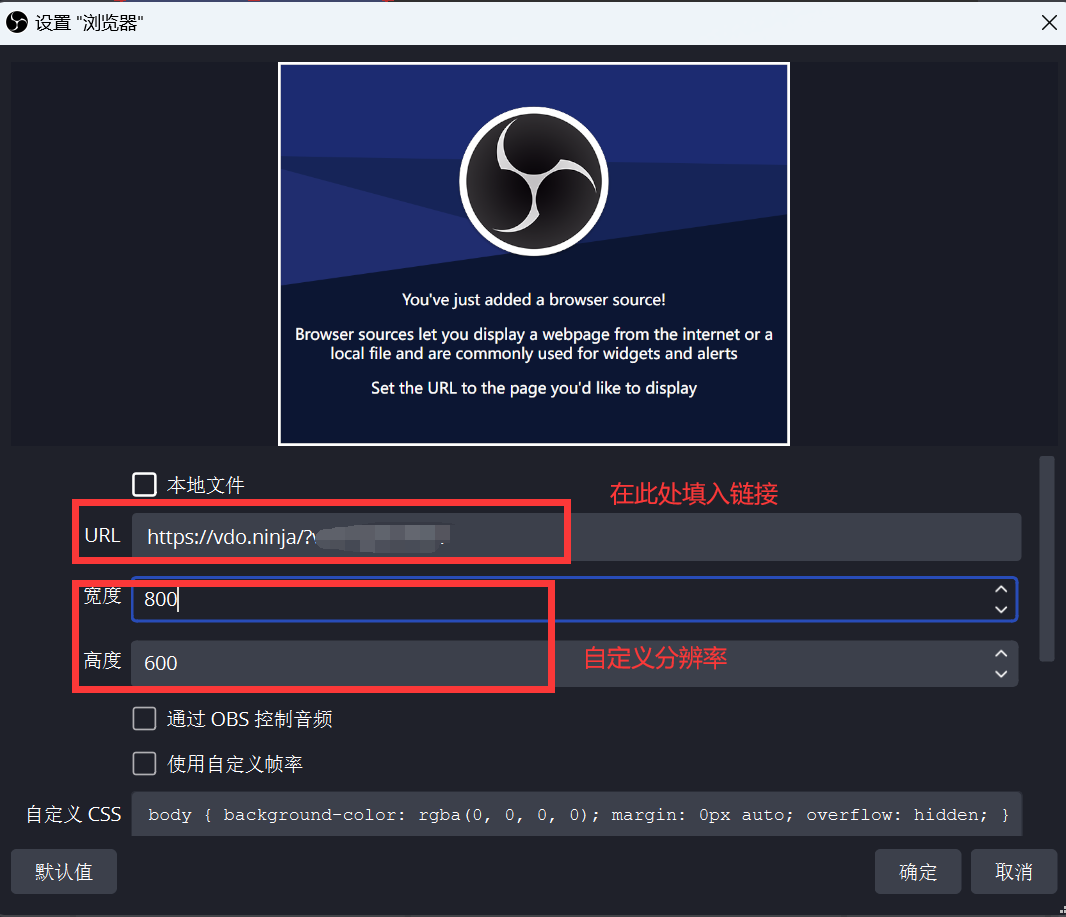 设置 "浏览器"
You've just added a browser source!
Browser sources let you display a webpage from the internet or a
local file and are commonly used for widgets and alerts
Set the URL to the page you'd like to display
本地文件
在此处填入链接
URL https://vdo.ninja/?v
宽度 800
高度 600
自定义分辨率
通过 OBS 控制音频
使用自定义帧率
自定义 CSS body { background-color: rgba(0, 0, 0, 0); margin: 0px auto; overflow: hidden; }
默认值 确定 取消